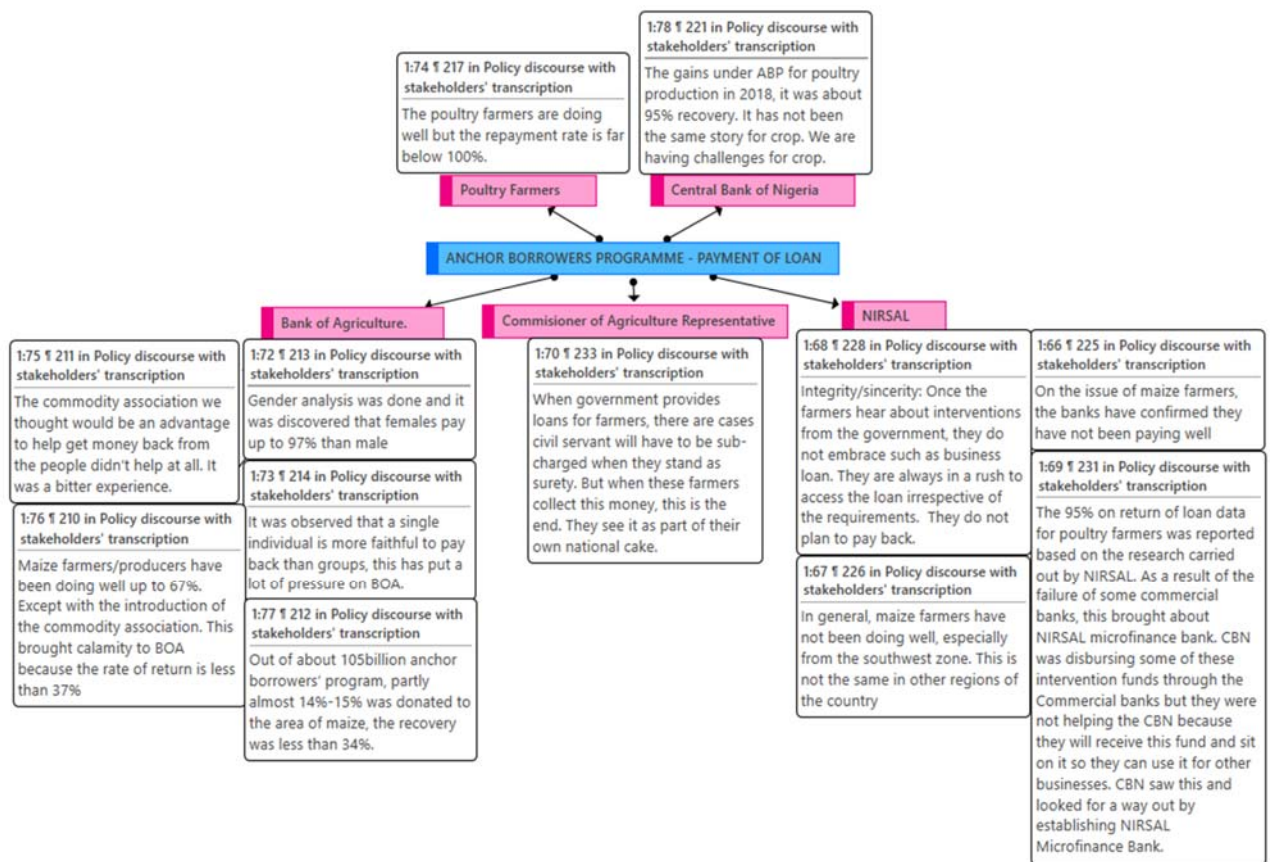 1:74 ¶ 217 in Policy discourse with
stakeholders' transcription
The poultry farmers are doing
well but the repayment rate is far
below 100%.
1:78 ¶ 221 in Policy discourse with
stakeholders' transcription
The gains under ABP for poultry
production in 2018, it was about
95% recovery. It has not been
the same story for crop. We are
having challenges for crop.
Poultry Farmers
Central Bank of Nigeria
ANCHOR BORROWERS PROGRAMME - PAYMENT OF LOAN
Bank of Agriculture.
Commisioner of Agriculture Representative
NIRSAL
1:75 ¶ 211 in Policy discourse with
stakeholders' transcription
The commodity association we
thought would be an advantage
to help get money back from
the people didn't help at all. It
was a bitter experience.
1:76 ¶ 210 in Policy discourse with
stakeholders' transcription
Maize farmers/producers have
been doing well up to 67%.
Except with the introduction of
the commodity association. This
brought calamity to BOA
because the rate of return is less
than 37%
1:72 ¶ 213 in Policy discourse with
stakeholders' transcription
Gender analysis was done and it
was discovered that females pay
up to 97% than male
1:73 ¶ 214 in Policy discourse with
stakeholders' transcription
It was observed that a single
individual is more faithful to pay
back than groups, this has put a
lot of pressure on BOA.
1:77 ¶ 212 in Policy discourse with
stakeholders' transcription
Out of about 105billion anchor
borrowers' program, partly
almost 14%-15% was donated to
the area of maize, the recovery
was less than 34%.
1:70 ¶ 233 in Policy discourse with
stakeholders' transcription
When government provides
loans for farmers, there are cases
civil servant will have to be sub-
charged when they stand as
surety. But when these farmers
collect this money, this is the
end. They see it as part of their
own national cake.
1:68 ¶ 228 in Policy discourse with
stakeholders' transcription
Integrity/sincerity: Once the
farmers hear about interventions
from the government, they do
not embrace such as business
loan. They are always in a rush to
access the loan irrespective of
the requirements. They do not
plan to pay back.
1:67 ¶ 226 in Policy discourse with
stakeholders' transcription
In general, maize farmers have
not been doing well, especially
from the southwest zone. This is
not the same in other regions of
the country
1:66 ¶ 225 in Policy discourse with
stakeholders' transcription
On the issue of maize farmers,
the banks have confirmed they
have not been paying well
1:69 ¶ 231 in Policy discourse with
stakeholders' transcription
The 95% on return of loan data
for poultry farmers was reported
based on the research carried
out by NIRSAL. As a result of the
failure of some commercial
banks, this brought about
NIRSAL microfinance bank. CBN
was disbursing some of these
intervention funds through the
Commercial banks but they were
not helping the CBN because
they will receive this fund and sit
on it so they can use it for other
businesses. CBN saw this and
looked for a way out by
establishing NIRSAL
Microfinance Bank.